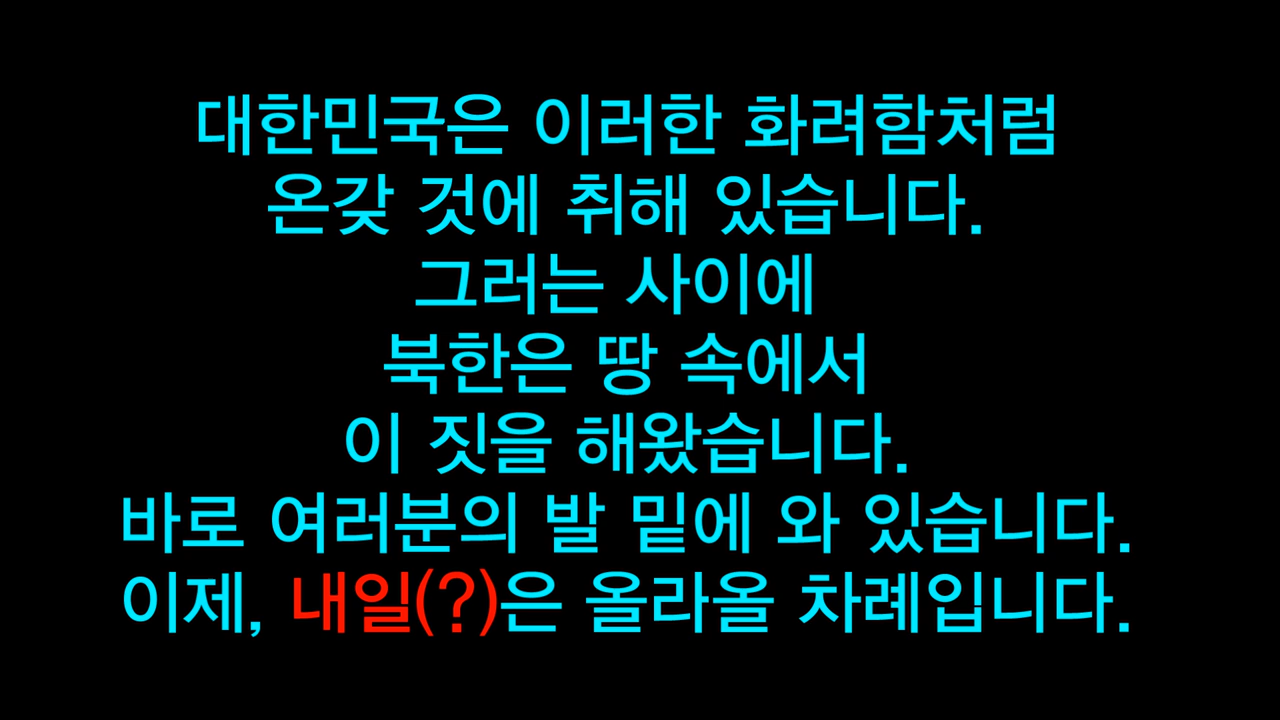 대한민국은 이러한 화려함처럼
온갖 것에 취해 있습니다.
그러는 사이에
북한은 땅 속에서
이 짓을 해왔습니다.
바로 여러분의 발 밑에 와 있습니다.
이제, 내일(?)은 올라올 차례입니다.